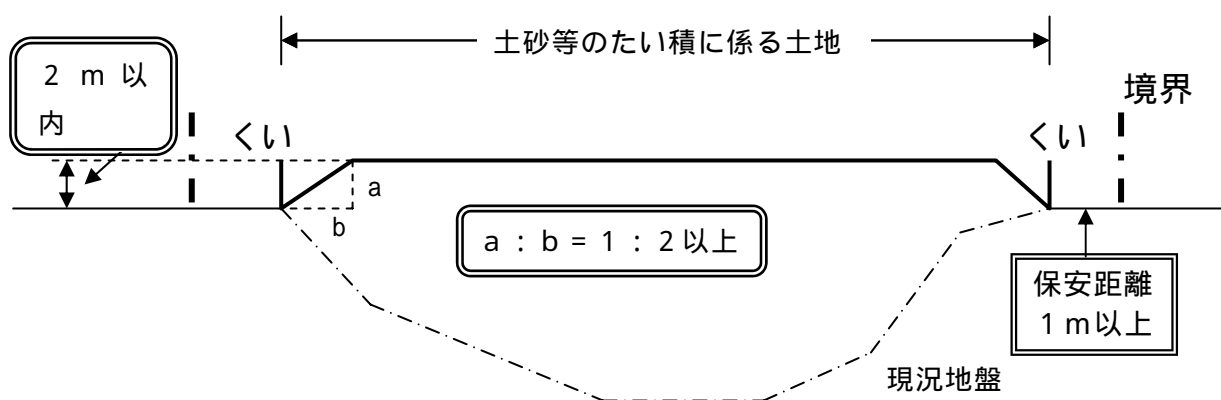 土砂等のたい積に係る土地
2 m 以
内
境界
くい
くい
a
b
a : b = 1 : 2 以上
保安距離
1 m以上
現況地盤